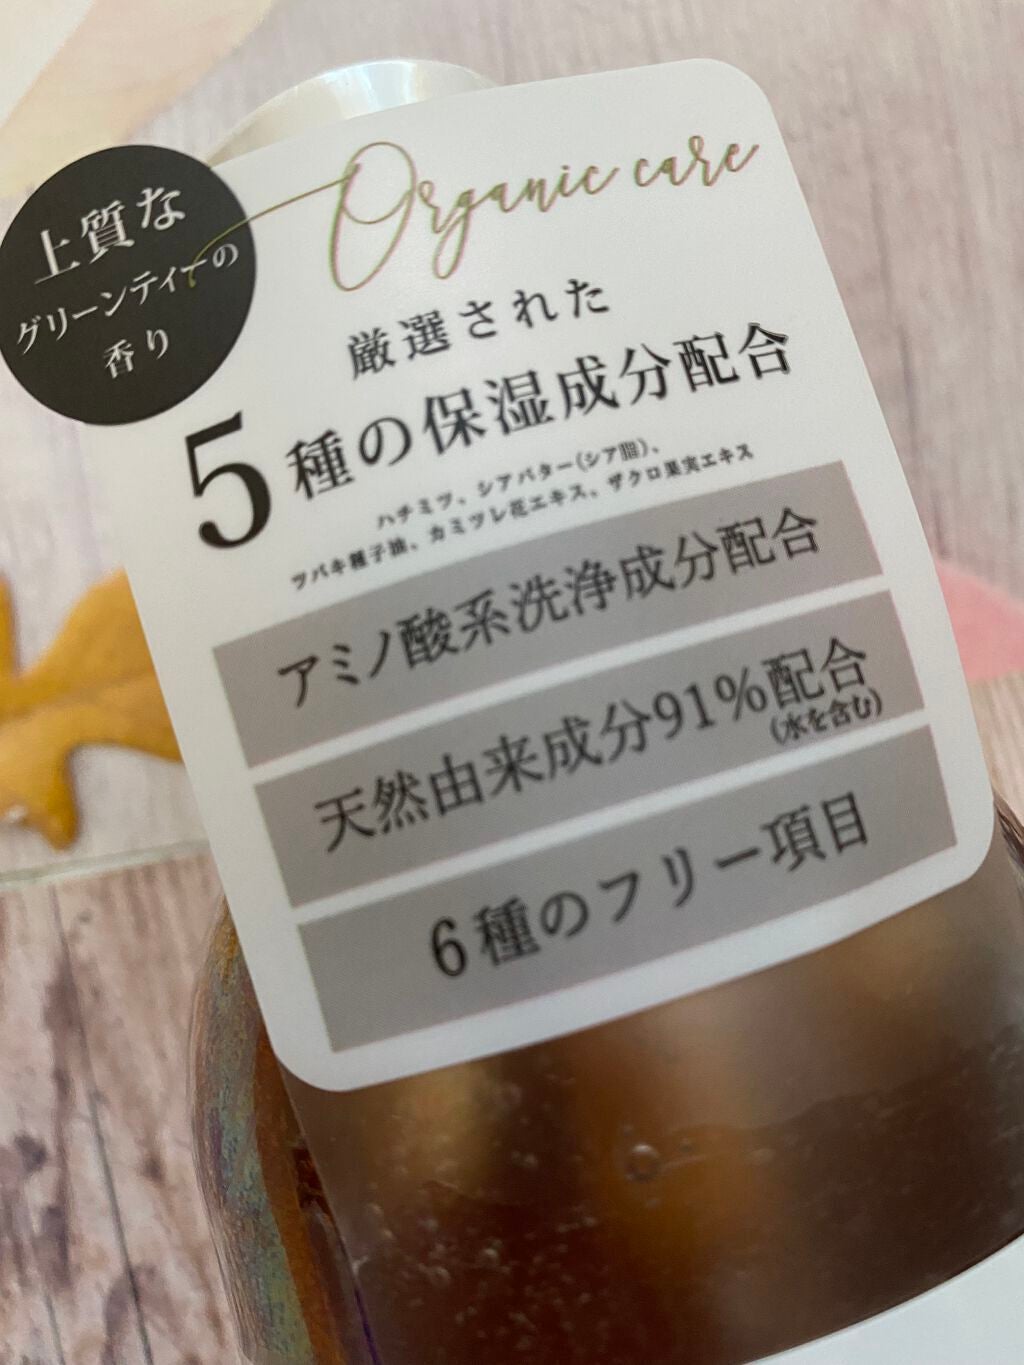 上質な
グリーンティーの
香り
Organic care
厳選された
5種の保湿成分配合
ハチミツ、シアバター(シア脂)、
ツバキ種子油、カミツレ花エキス、ザクロ果実エキス
アミノ酸系洗浄成分配合
天然由来成分91%配合
(水を含む)
6種のフリー項目